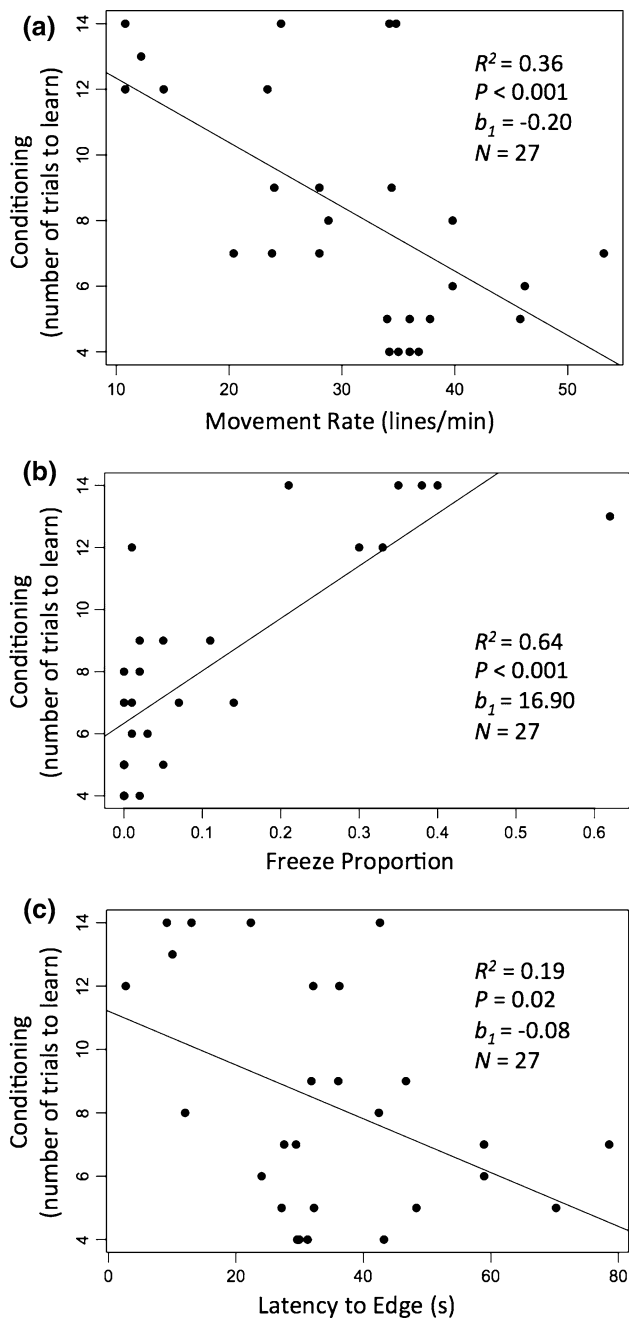 (a)
Conditioning
(number of trials to learn)
14
12
10
8
6
4
R² = 0.36
P < 0.001
b₁ = -0.20
N = 27
10 20 30 40 50
Movement Rate (lines/min)
(b)
Conditioning
(number of trials to learn)
14
12
10
8
6
4
R² = 0.64
P < 0.001
b₁ = 16.90
N = 27
0.0 0.1 0.2 0.3 0.4 0.5 0.6
Freeze Proportion
(c)
Conditioning
(number of trials to learn)
14
12
10
8
6
4
R² = 0.19
P = 0.02
b₁ = -0.08
N = 27
0 20 40 60 80
Latency to Edge (s)